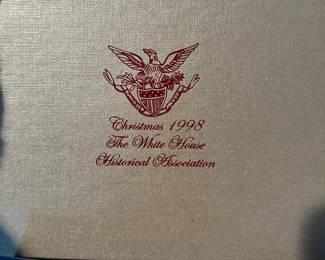 Christmas 1998
The White House
Historical Association